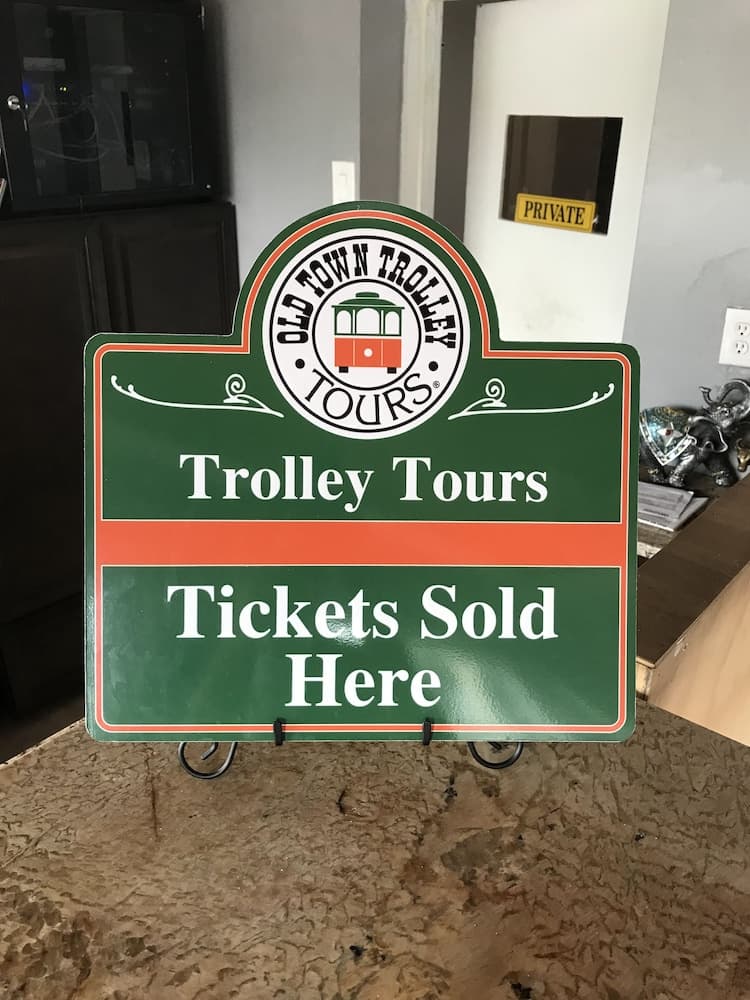 PRIVATE
OLD TOWN TROLLEY
• TOURS® •
Trolley Tours
Tickets Sold
Here